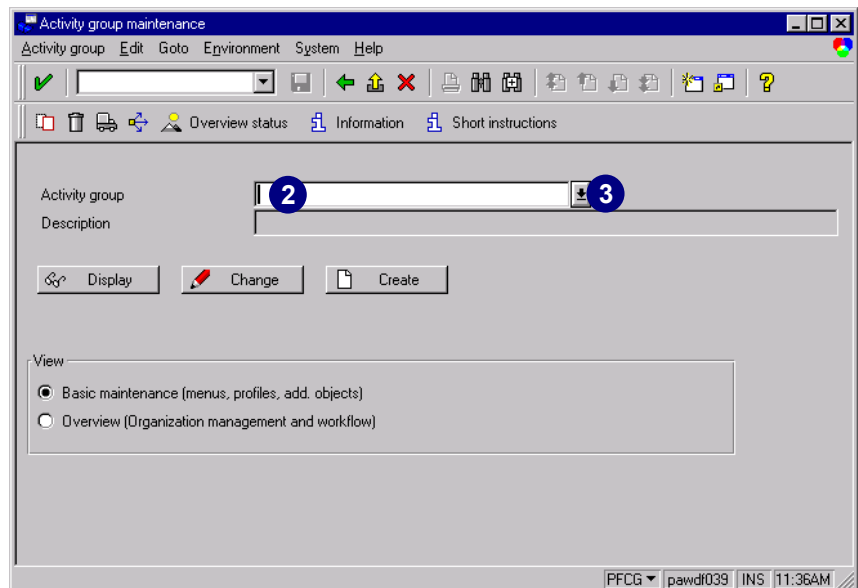 Activity group maintenance
Activity group Edit Goto Environment System Help
Overview status Information Short instructions
Activity group 2 3
Description
Display Change Create
View
Basic maintenance (menus, profiles, add. objects)
Overview (Organization management and workflow)
PFCG pawdf039 INS 11:36AM